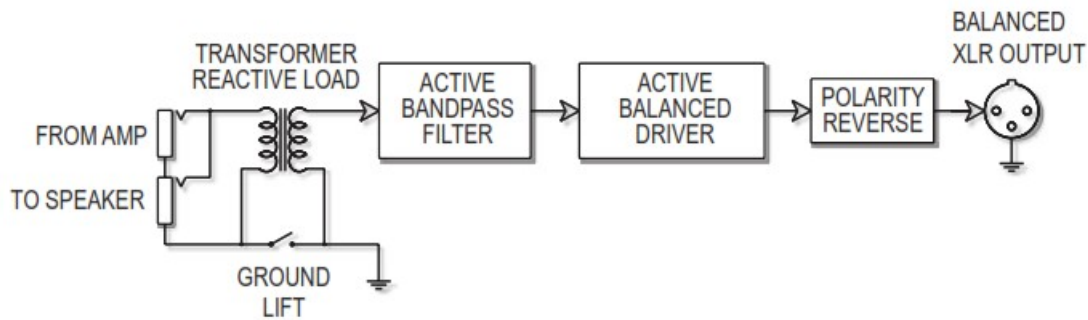 BALANCED
XLR OUTPUT
TRANSFORMER
REACTIVE LOAD
ACTIVE
BANDPASS
FILTER
ACTIVE
BALANCED
DRIVER
POLARITY
REVERSE
FROM AMP
TO SPEAKER
GROUND
LIFT